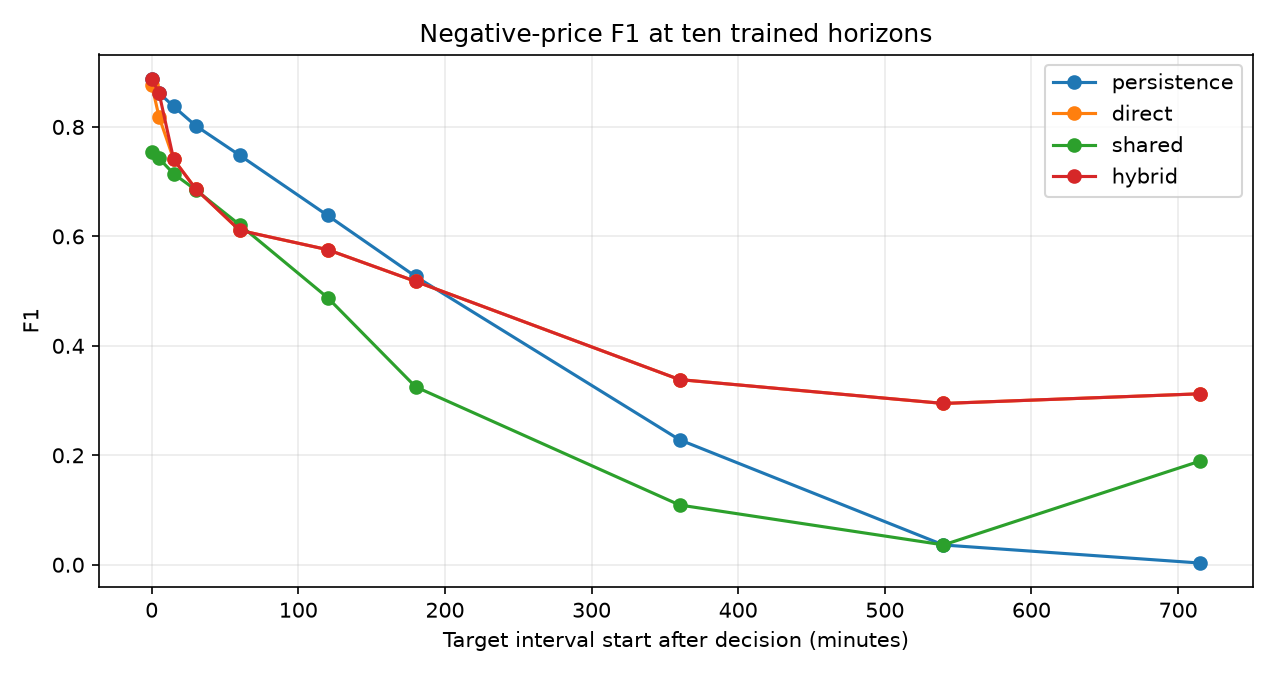 Negative-price F1 at ten trained horizons
persistence
direct
shared
hybrid
F1
0.8
0.6
0.4
0.2
0.0
0 100 200 300 400 500 600 700
Target interval start after decision (minutes)